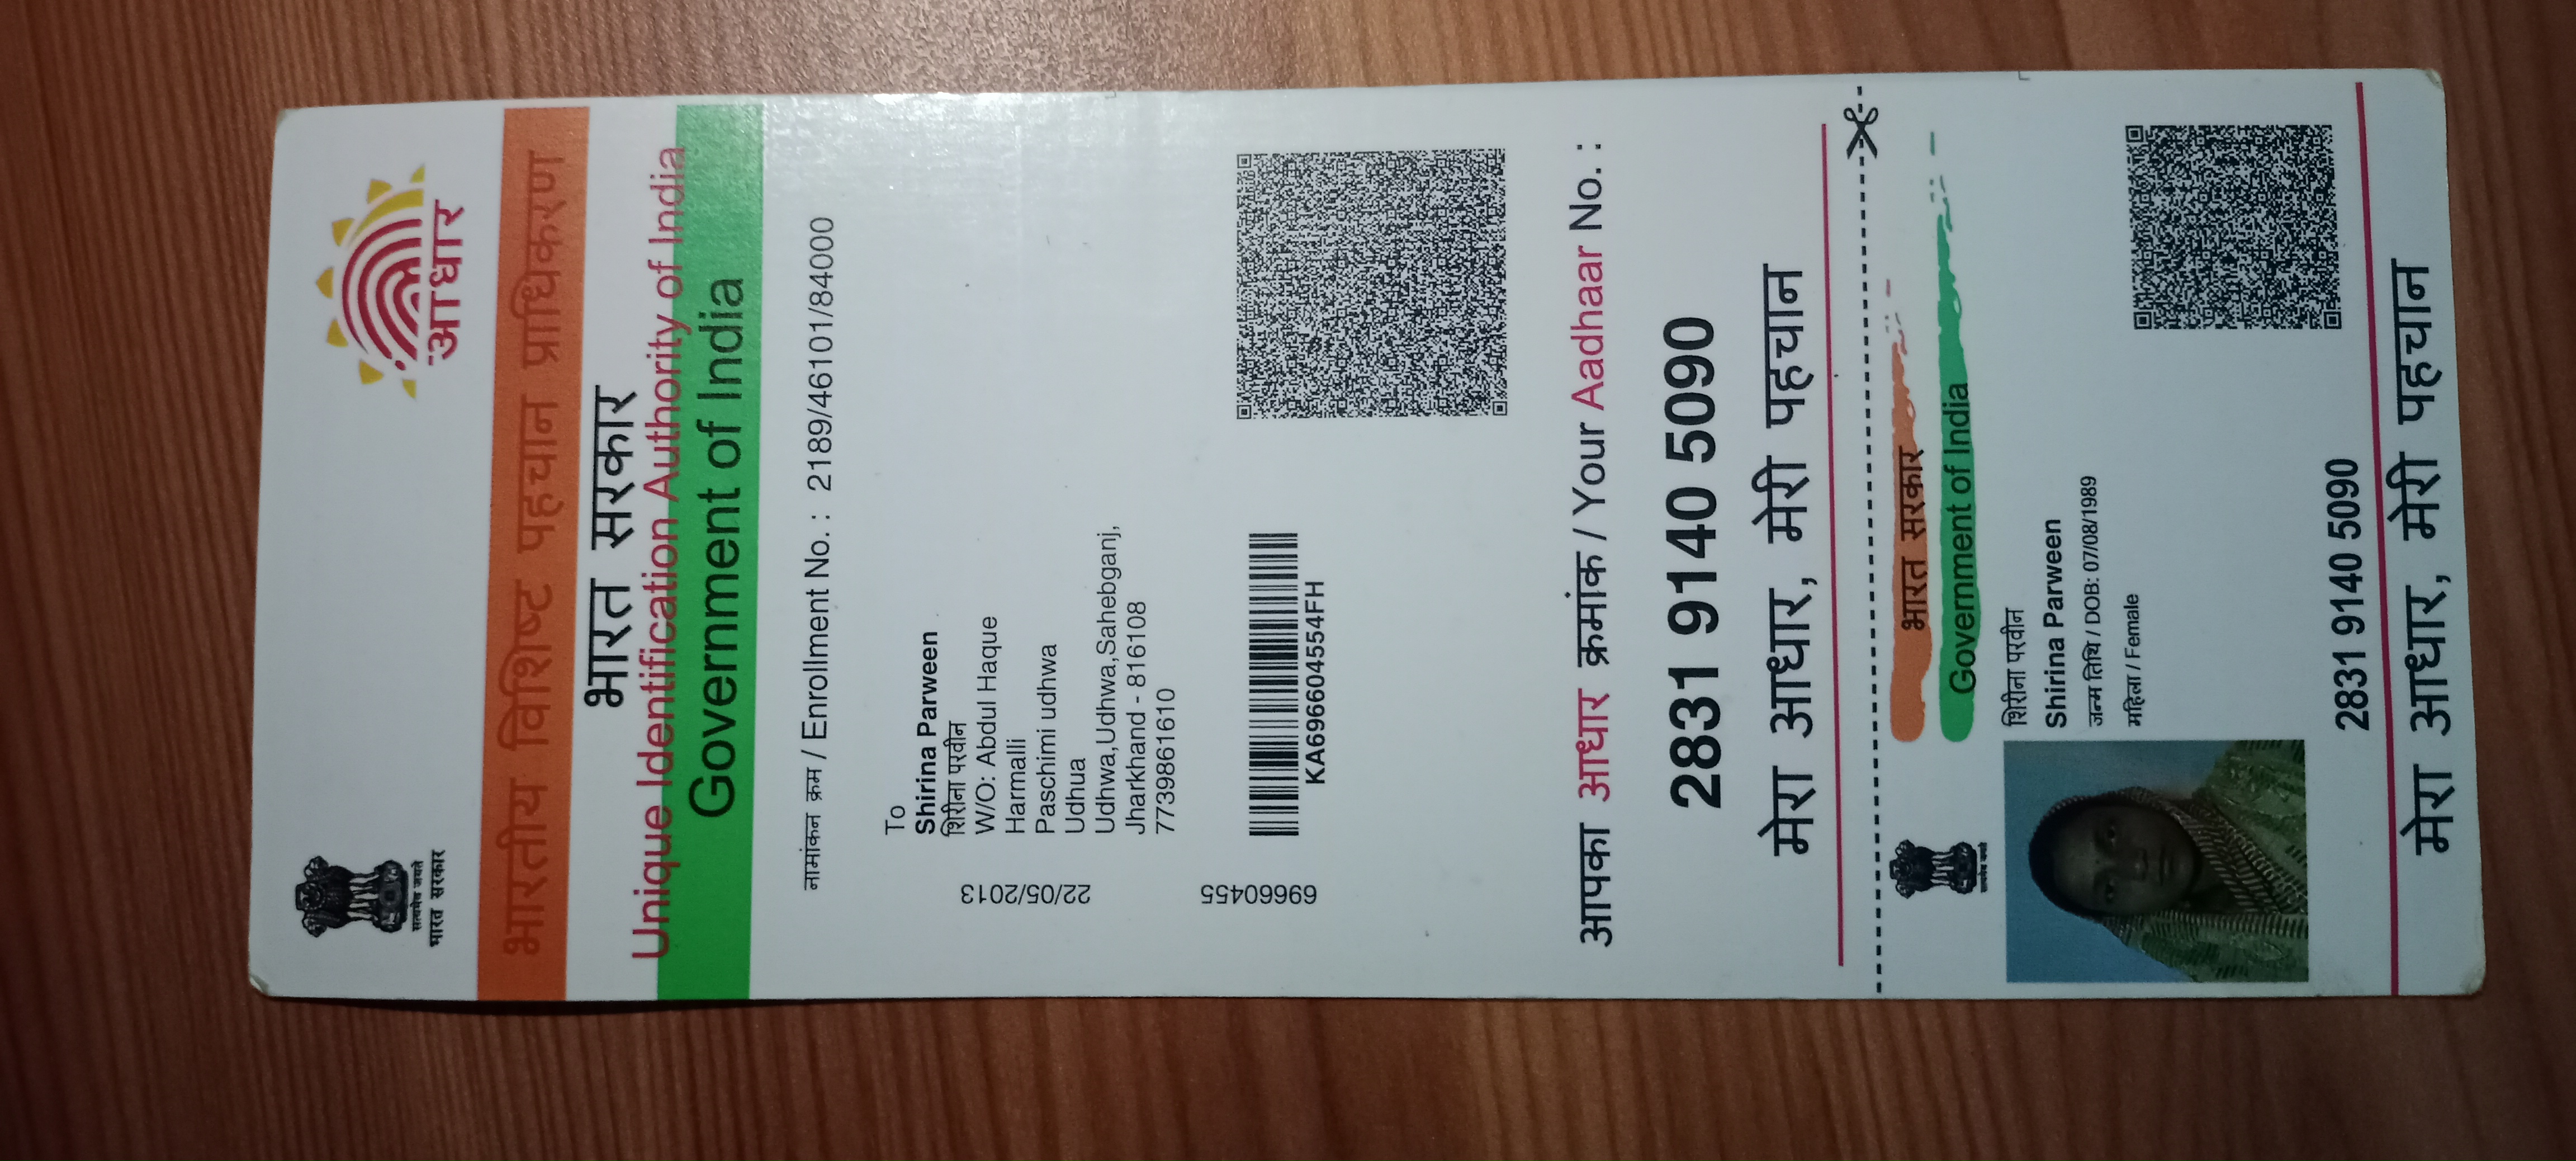 सत्यमेव जयते
भारत सरकार
आधार
भारतीय विशिष्ट पहचान प्राधिकरण
भारत सरकार
Unique Identification Authority of India
Government of India
नामांकन क्रम / Enrollment No. : 2189/46101/84000
To
Shirina Parween
शिरीना परवीन
W/O: Abdul Haque
Harmalli
Paschimi udhwa
Udhua
Udhwa,Udhwa,Sahebganj,
Jharkhand - 816108
7739861610
22/05/2013
69660455
KA696604554FH
आपका आधार क्रमांक / Your Aadhaar No. :
2831 9140 5090
मेरा आधार, मेरी पहचान
सत्यमेव जयते
भारत सरकार
Government of India
शिरीना परवीन
Shirina Parween
जन्म तिथि / DOB: 07/08/1989
महिला / Female
2831 9140 5090
मेरा आधार, मेरी पहचान